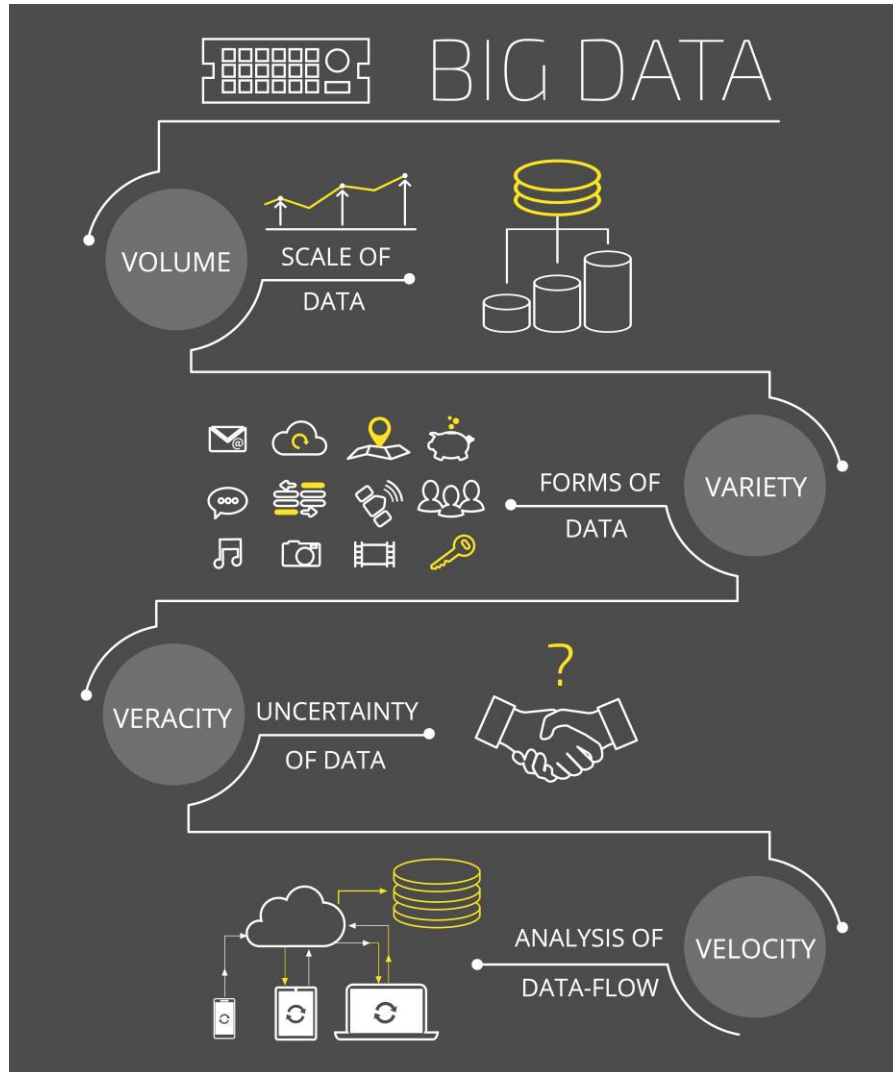 BIG DATA
VOLUME
SCALE OF
DATA
FORMS OF
DATA
VARIETY
VERACITY
UNCERTAINTY
OF DATA
?
ANALYSIS OF
DATA-FLOW
VELOCITY